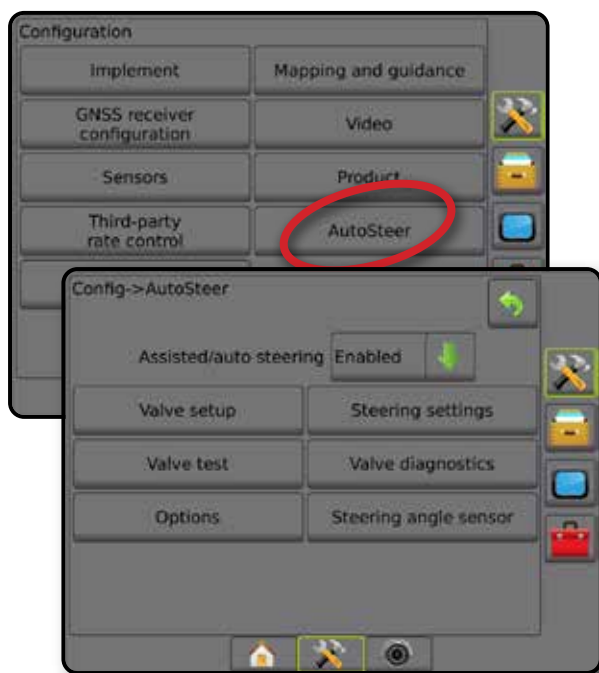 Configuration
Implement
Mapping and guidance
GNSS receiver
configuration
Video
Sensors
Product
Third-party
rate control
AutoSteer
Config->AutoSteer
Assisted/auto steering
Enabled
Valve setup
Steering settings
Valve test
Valve diagnostics
Options
Steering angle sensor